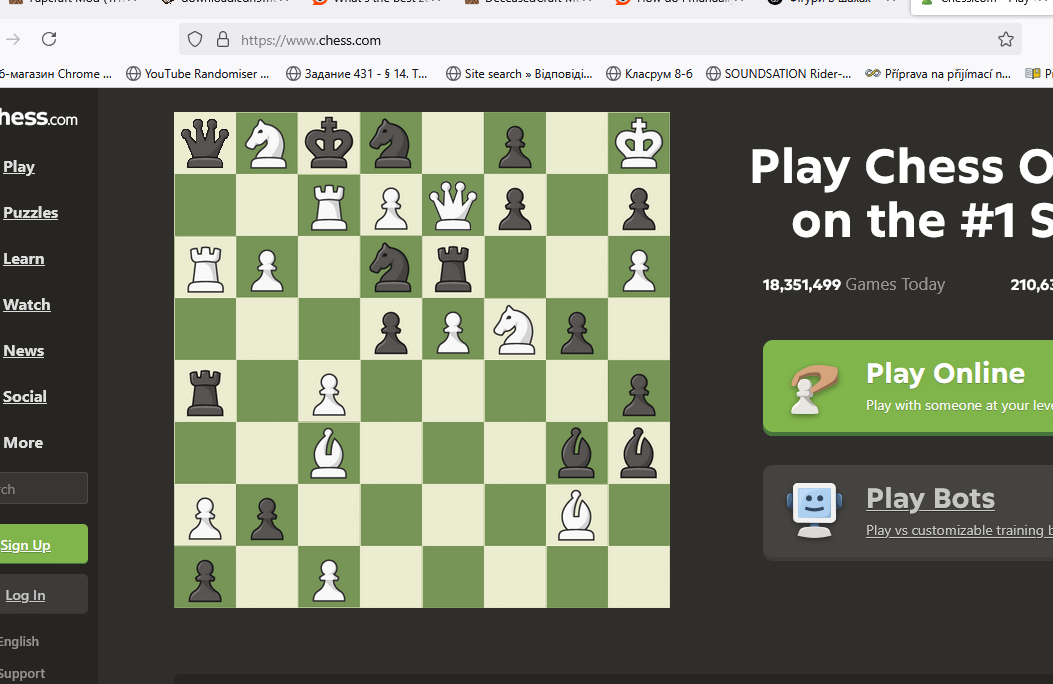 https://www.chess.com
YouTube Randomiser ...
Задание 431 - § 14. Т...
Site search » Відповіді...
Класрум 8-6
SOUNDSATION Rider-...
Příprava na přijímací n...
-магазин Chrome ...
hess.com
Play
Puzzles
Learn
Watch
News
Social
More
Sign Up
Log In
English
Support
Play Chess O
on the #1 S
18,351,499 Games Today
210,63
Play Online
Play with someone at your leve
Play Bots
Play vs customizable training b